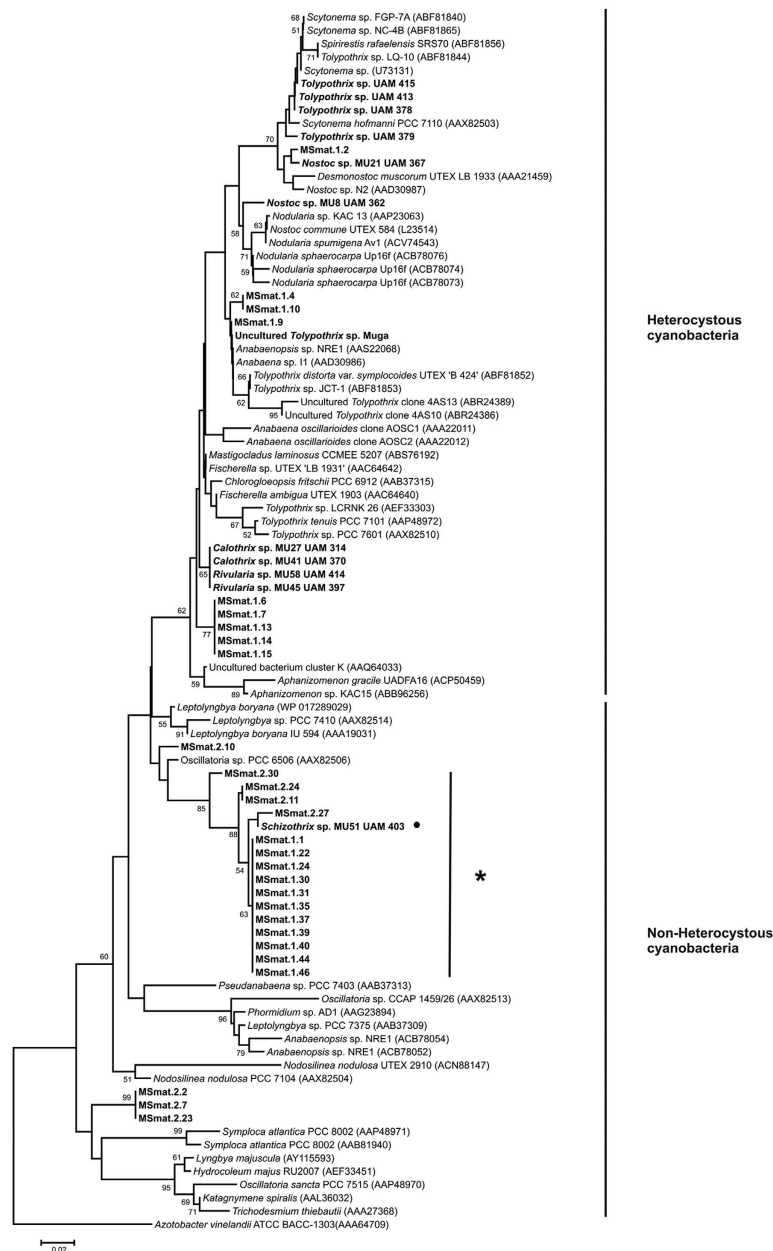 68
Scytonema sp. FGP-7A (ABF81840)
51
Scytonema sp. NC-4B (ABF81865)
Spirirestis rafaelensis SRS70 (ABF81856)
71
Tolypothrix sp. LQ-10 (ABF81844)
Scytonema sp. (U73131)
Tolypothrix sp. UAM 415
Tolypothrix sp. UAM 413
Tolypothrix sp. UAM 378
Scytonema hofmanni PCC 7110 (AAX82503)
70
Tolypothrix sp. UAM 379
MSmat.1.2
Nostoc sp. MU21 UAM 367
Desmonostoc muscorum UTEX LB 1933 (AAA21459)
Nostoc sp. N2 (AAD30987)
Nostoc sp. MU8 UAM 362
58
Nodularia sp. KAC 13 (AAP23063)
63
Nostoc commune UTEX 584 (L23514)
Nodularia spumigena Av1 (ACV74543)
71
Nodularia sphaerocarpa Up16f (ACB78076)
59
Nodularia sphaerocarpa Up16f (ACB78074)
Nodularia sphaerocarpa Up16f (ACB78073)
62
MSmat.1.4
MSmat.1.10
MSmat.1.9
Heterocystous
cyanobacteria
Uncultured Tolypothrix sp. Muga
Anabaenopsis sp. NRE1 (AAS22068)
Anabaena sp. I1 (AAD30986)
66
Tolypothrix distorta var. symplocoides UTEX 'B 424' (ABF81852)
Tolypothrix sp. JCT-1 (ABF81853)
62
Uncultured Tolypothrix clone 4AS13 (ABR24389)
95
Uncultured Tolypothrix clone 4AS10 (ABR24386)
Anabaena oscillarioides clone AOSC1 (AAA22011)
Anabaena oscillarioides clone AOSC2 (AAA22012)
Mastigocladus laminosus CCMEE 5207 (ABS76192)
Fischerella sp. UTEX 'LB 1931' (AAC64642)
Chlorogloeopsis fritschii PCC 6912 (AAB37315)
Fischerella ambigua UTEX 1903 (AAC64640)
Tolypothrix sp. LCRNK 26 (AEF33303)
67
Tolypothrix tenuis PCC 7101 (AAP48972)
52
Tolypothrix sp. PCC 7601 (AAX82510)
Calothrix sp. MU27 UAM 314
Calothrix sp. MU41 UAM 370
65
Rivularia sp. MU58 UAM 414
Rivularia sp. MU45 UAM 397
MSmat.1.6
62
MSmat.1.7
MSmat.1.13
77
MSmat.1.14
MSmat.1.15
Uncultured bacterium cluster K (AAQ64033)
59
Aphanizomenon gracile UADFA16 (ACP50459)
89
Aphanizomenon sp. KAC15 (ABB96256)
Leptolyngbya boryana (WP 017289029)
55
Leptolyngbya sp. PCC 7410 (AAX82514)
91
Leptolyngbya boryana IU 594 (AAA19031)
MSmat.2.10
Oscillatoria sp. PCC 6506 (AAX82506)
MSmat.2.30
85
MSmat.2.24
MSmat.2.11
MSmat.2.27
88
Schizothrix sp. MU51 UAM 403 •
MSmat.1.1
MSmat.1.22
54
MSmat.1.24
*
MSmat.1.30
MSmat.1.31
MSmat.1.35
63
MSmat.1.37
Non-Heterocystous
cyanobacteria
MSmat.1.39
MSmat.1.40
60
MSmat.1.44
MSmat.1.46
Pseudanabaena sp. PCC 7403 (AAB37313)
Oscillatoria sp. CCAP 1459/26 (AAX82513)
96
Phormidium sp. AD1 (AAG23894)
Leptolyngbya sp. PCC 7375 (AAB37309)
Anabaenopsis sp. NRE1 (ACB78054)
79
Anabaenopsis sp. NRE1 (ACB78052)
Nodosilinea nodulosa UTEX 2910 (ACN88147)
51
Nodosilinea nodulosa PCC 7104 (AAX82504)
99
MSmat.2.2
MSmat.2.7
MSmat.2.23
99
Symploca atlantica PCC 8002 (AAP48971)
Symploca atlantica PCC 8002 (AAB81940)
61
Lyngbya majuscula (AY115593)
Hydrocoleum majus RU2007 (AEF33451)
95
Oscillatoria sancta PCC 7515 (AAP48970)
69
Katagnymene spiralis (AAL36032)
71
Trichodesmium thiebautii (AAA27368)
Azotobacter vinelandii ATCC BACC-1303(AAA64709)
0.02